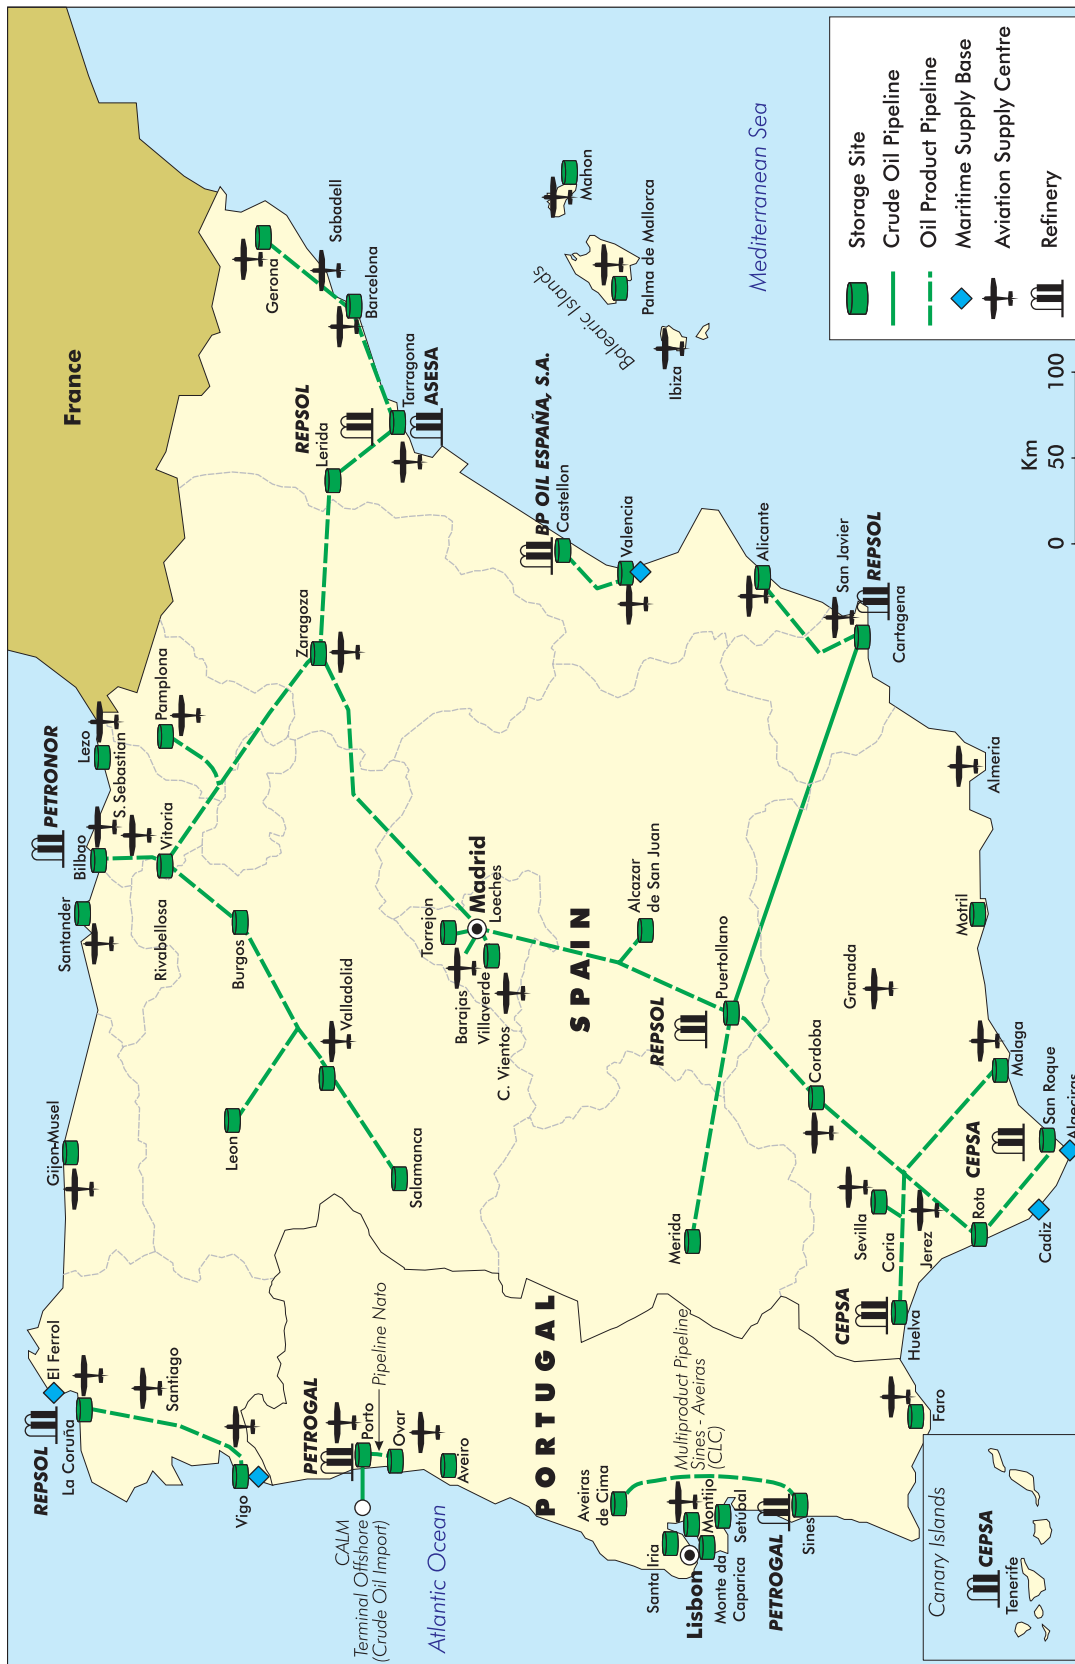 France
SPAIN
PORTUGAL
Atlantic Ocean
Mediterranean Sea
Balearic Islands
REPSOL
La Coruña
El Ferrol
Santiago
Vigo
Gijon-Musel
Santander
PETRONOR
Bilbao
Lezo
S. Sebastian
Pamplona
Vitoria
Rivabellosa
Burgos
Leon
Valladolid
Salamanca
Zaragoza
REPSOL
Lerida
Tarragona
ASESA
Barcelona
Sabadell
Gerona
Mahon
Palma de Mallorca
Ibiza
BP OIL ESPAÑA, S.A.
Castellon
Valencia
Alicante
San Javier
REPSOL
Cartagena
Torrejon
Madrid
Loeches
Barajas
Villaverde
C. Vientos
Alcazar
de San Juan
REPSOL
Puertollano
Merida
Cordoba
Granada
Almeria
Motril
Malaga
San Roque
CEPSA
Algeciras
Sevilla
Coria
Jerez
Rota
Cadiz
CEPSA
Huelva
PETROGAL
Porto
Pipeline Nato
Ovar
Aveiro
CALM
Terminal Offshore
(Crude Oil Import)
Aveiras
de Cima
Multiproduct Pipeline
Sines - Aveiras
(CLC)
Santa Iria
Lisbon
Montijo
Monte da
Caparica
Setúbal
PETROGAL
Sines
Faro
Canary Islands
CEPSA
Tenerife
Km
0
50
100
Storage Site
Crude Oil Pipeline
Oil Product Pipeline
Maritime Supply Base
Aviation Supply Centre
Refinery